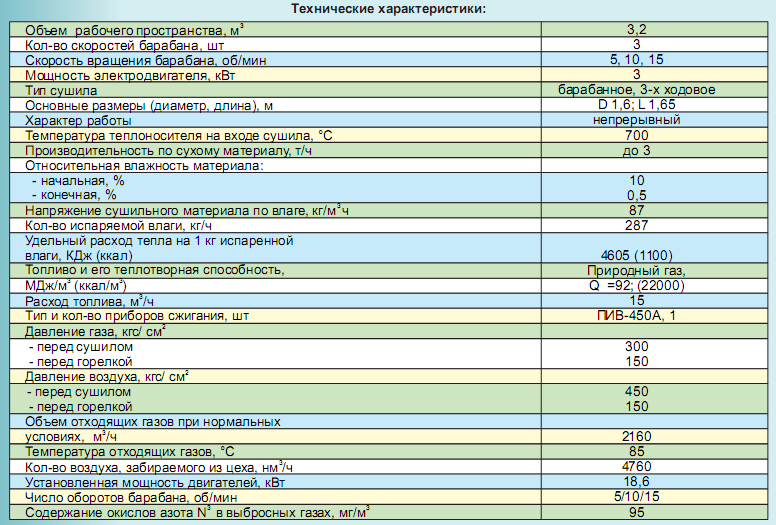 Технические характеристики:
Объем рабочего пространства, м³ 3,2
Кол-во скоростей барабана, шт 3
Скорость вращения барабана, об/мин 5, 10, 15
Мощность электродвигателя, кВт 3
Тип сушила барабанное, 3-х ходовое
Основные размеры (диаметр, длина), м D 1,6; L 1,65
Характер работы непрерывный
Температура теплоносителя на входе сушила, °С 700
Производительность по сухому материалу, т/ч до 3
Относительная влажность материала:
- начальная, % 10
- конечная, % 0,5
Напряжение сушильного материала по влаге, кг/м³ч 87
Кол-во испаряемой влаги, кг/ч 287
Удельный расход тепла на 1 кг испаренной
влаги, КДж (ккал) 4605 (1100)
Топливо и его теплотворная способность, Природный газ,
МДж/м³ (ккал/м³) Q =92; (22000)
Расход топлива, м³/ч 15
Тип и кол-во приборов сжигания, шт ПИВ-450А, 1
Давление газа, кгс/ см²
- перед сушилом 300
- перед горелкой 150
Давление воздуха, кгс/ см²
- перед сушилом 450
- перед горелкой 150
Объем отходящих газов при нормальных
условиях, м³/ч 2160
Температура отходящих газов, °С 85
Кол-во воздуха, забираемого из цеха, нм³/ч 4760
Установленная мощность двигателей, кВт 18,6
Число оборотов барабана, об/мин 5/10/15
Содержание окислов азота N³ в выбросных газах, мг/м³ 95